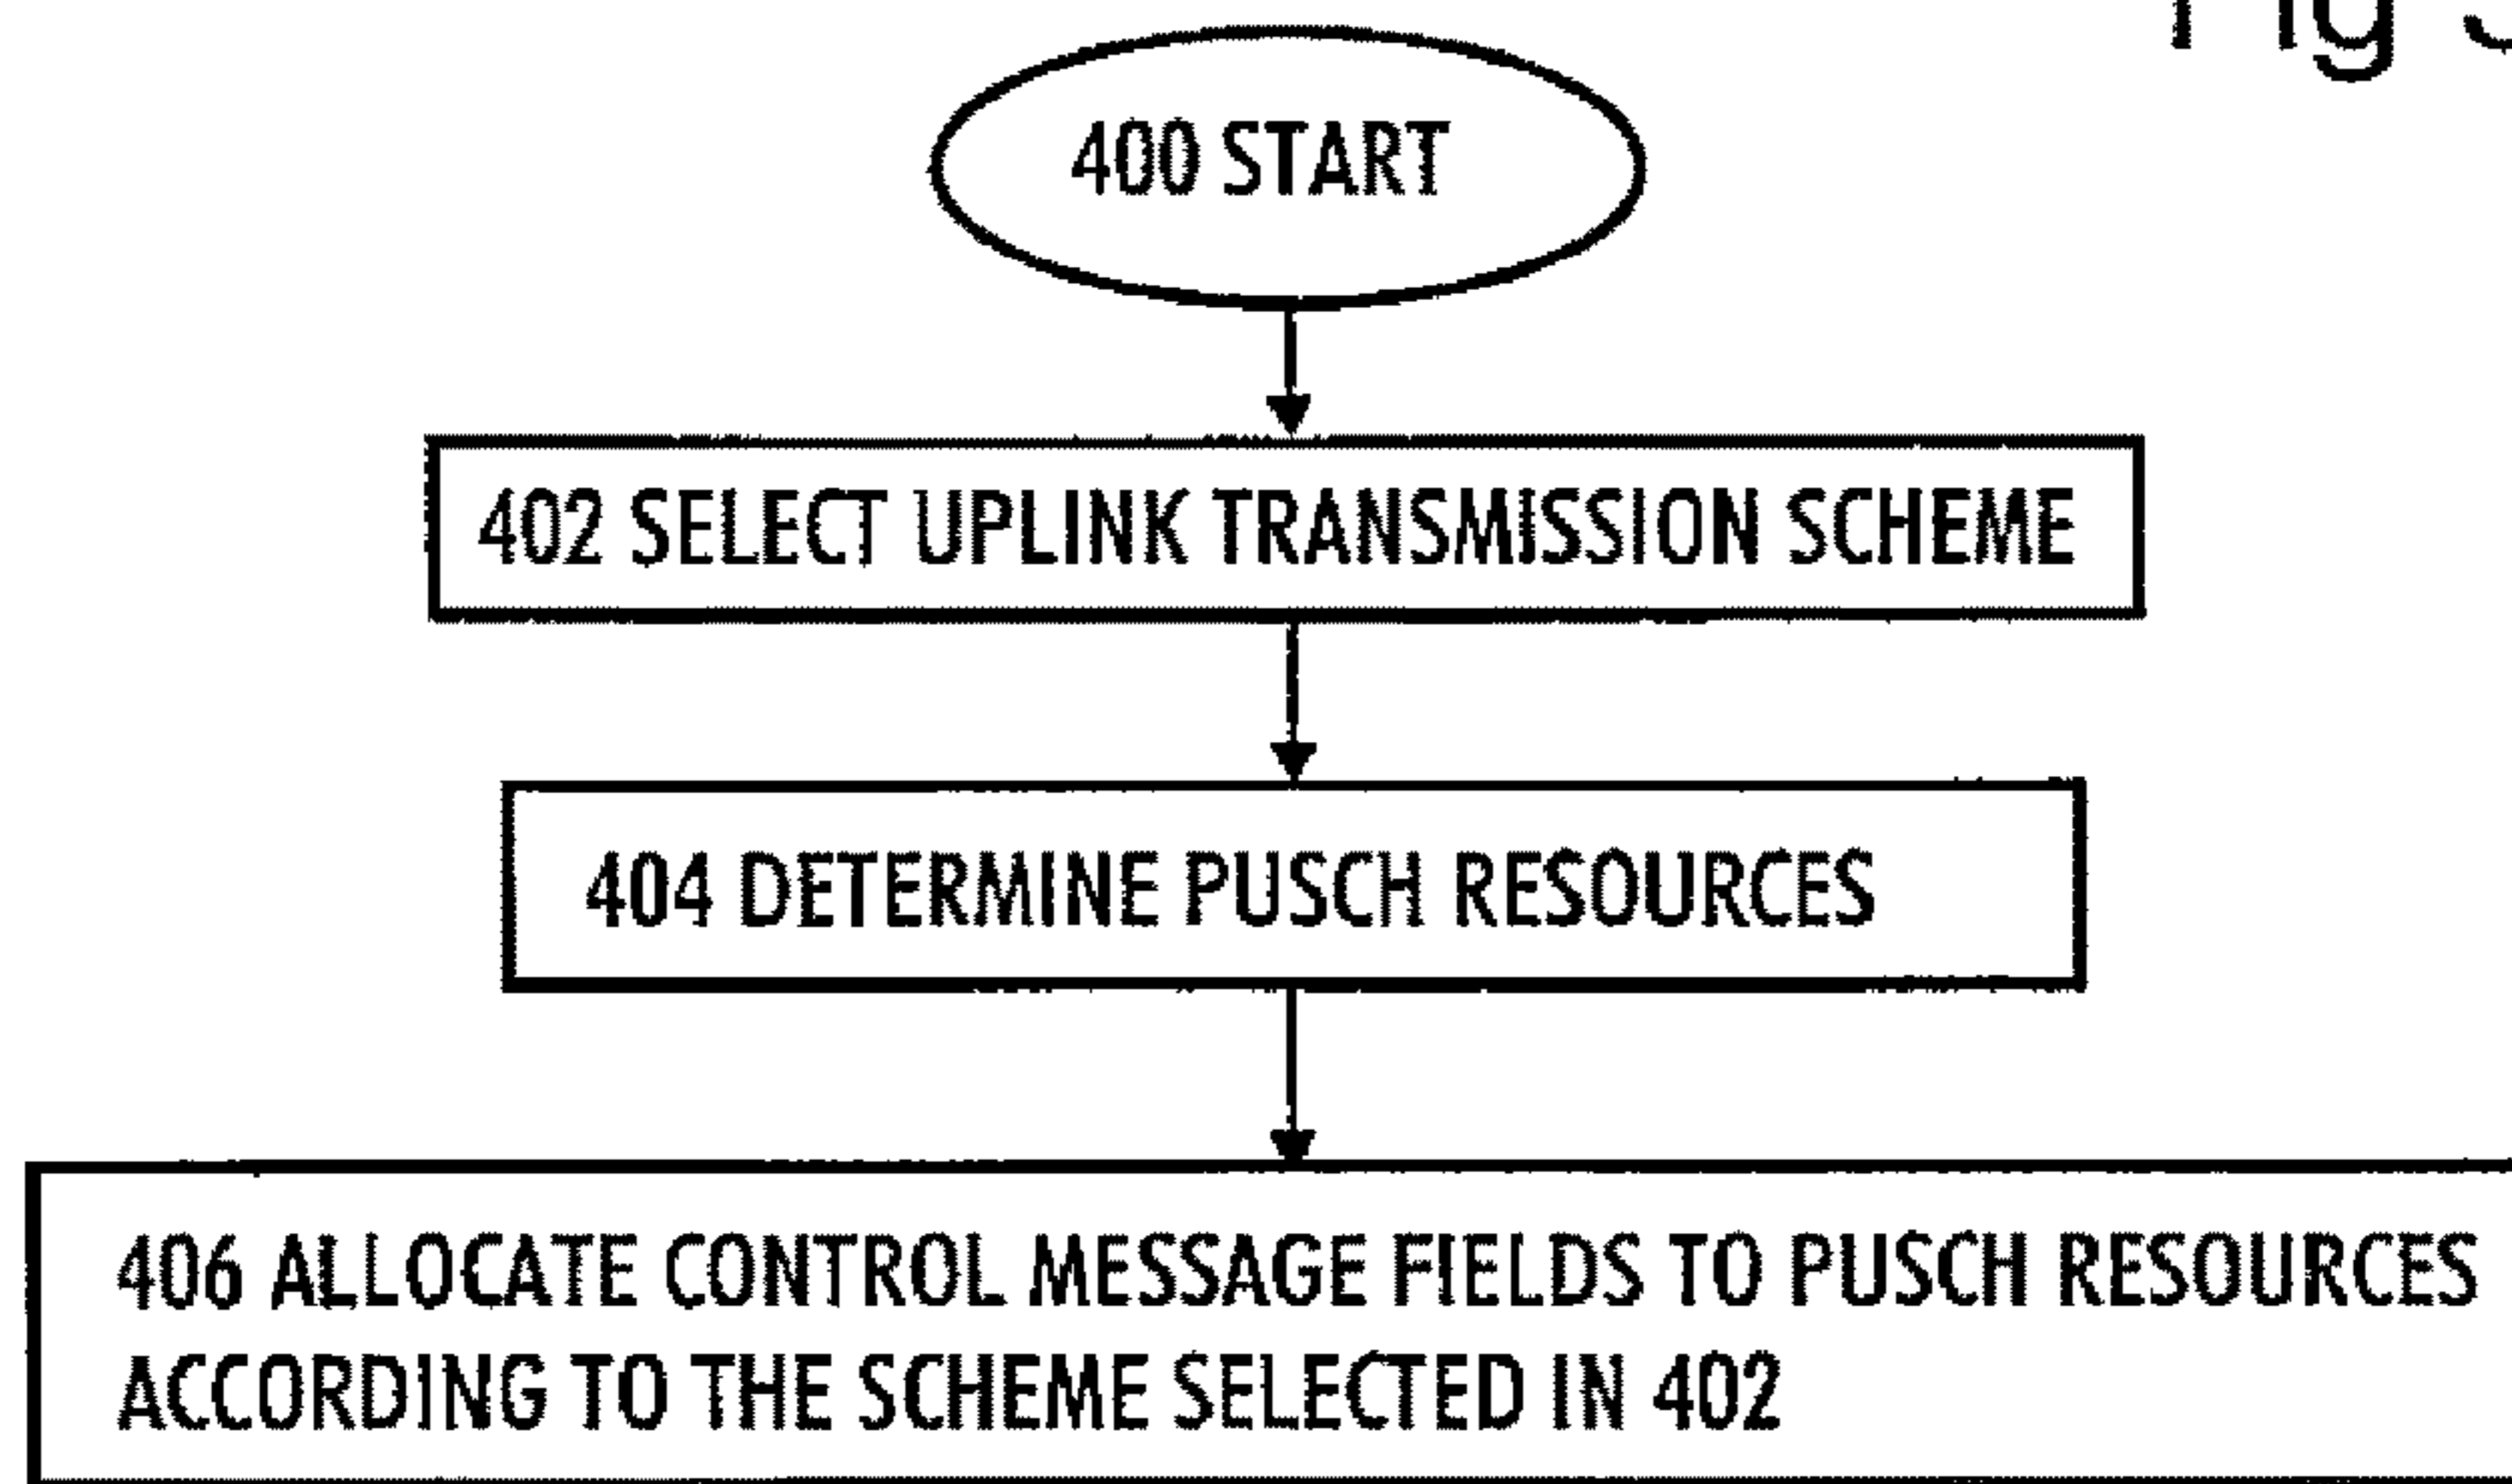 Fig
400 START
402 SELECT UPLINK TRANSMISSION SCHEME
404 DETERMINE PUSCH RESOURCES
406 ALLOCATE CONTROL MESSAGE FIELDS TO PUSCH RESOURCES
ACCORDING TO THE SCHEME SELECTED IN 402